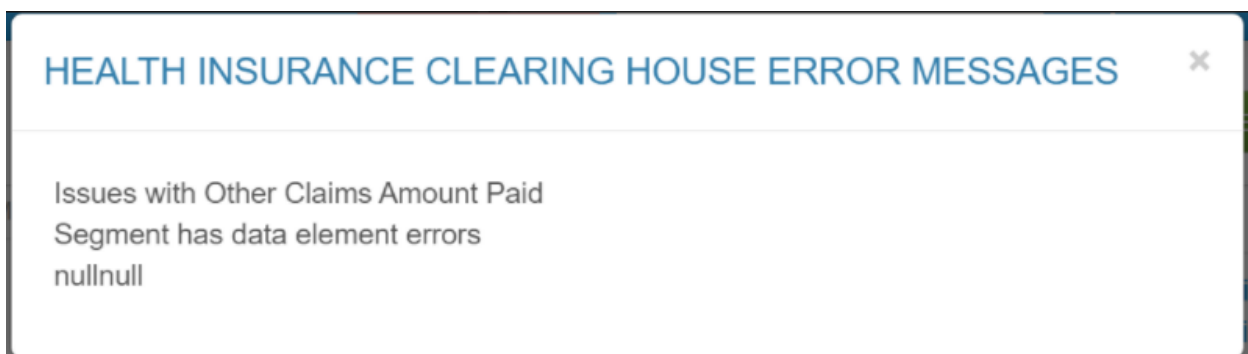 HEALTH INSURANCE CLEARING HOUSE ERROR MESSAGES ×
Issues with Other Claims Amount Paid
Segment has data element errors
nullnull